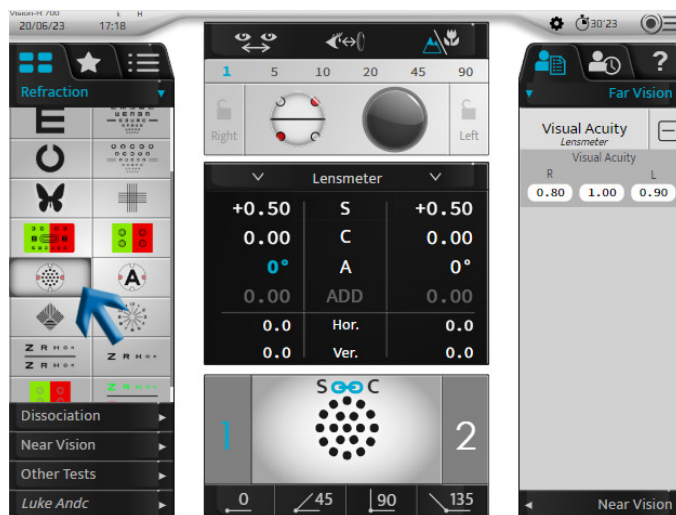 Vision-R 700
20/06/23 17:18
30'23
Refraction
Far Vision
1 5 10 20 45 90
Right Left
Visual Acuity
Lensmeter
Visual Acuity
R L
0.80 1.00 0.90
Lensmeter
+0.50 S +0.50
0.00 C 0.00
0° A 0°
0.00 ADD 0.00
0.0 Hor. 0.0
0.0 Ver. 0.0
E
A
Z R H O N
Z R H O N
Z R H O N
S C
1 2
0 45 90 135
Dissociation
Near Vision
Other Tests
Luke Andc
Near Vision